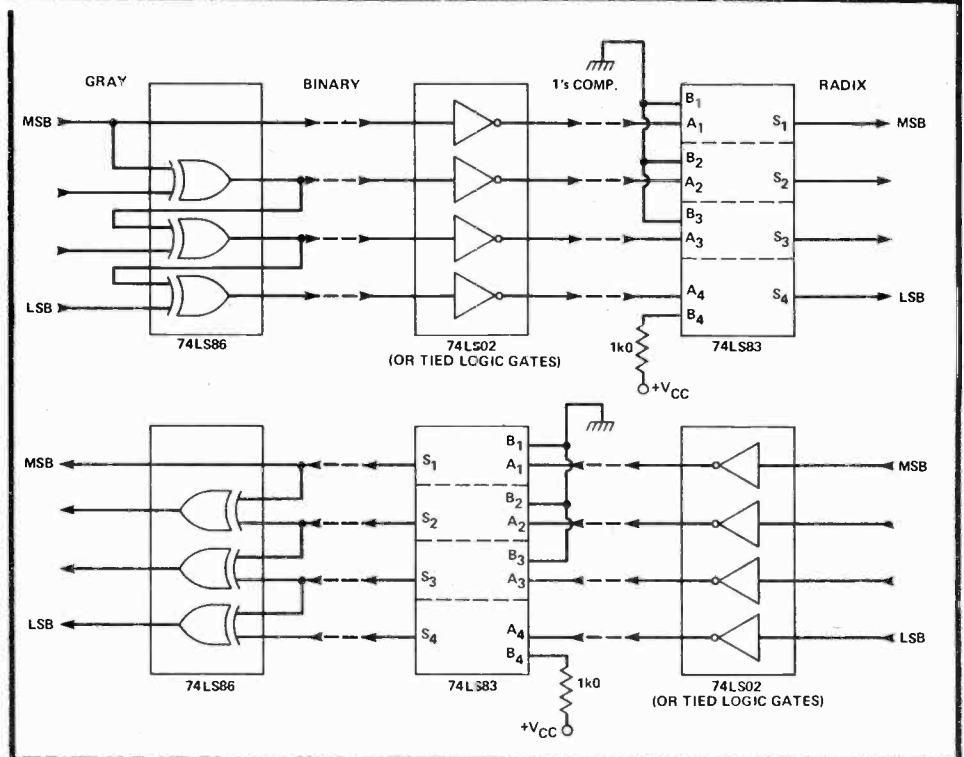 GRAY
BINARY
1's COMP.
RADIX
MSB
B1
A1
S1
MSB
B2
A2
S2
B3
A3
S3
LSB
A4
S4
LSB
B4
1k0
+VCC
74LS86
74LS02
(OR TIED LOGIC GATES)
74LS83
MSB
S1
B1
A1
MSB
S2
B2
A2
S3
B3
A3
LSB
S4
A4
LSB
B4
1k0
+VCC
74LS86
74LS83
74LS02
(OR TIED LOGIC GATES)